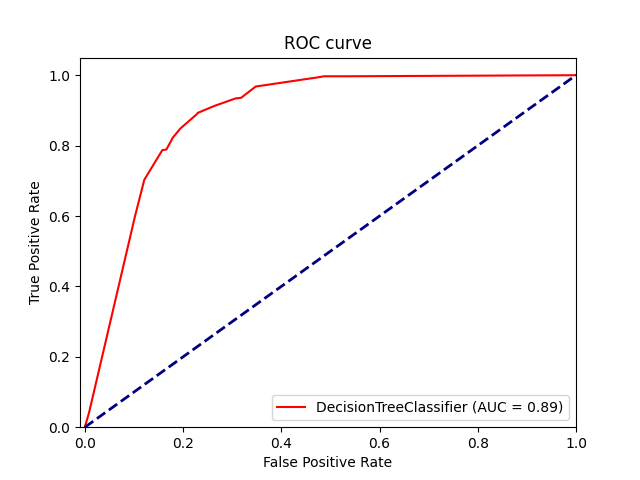 ROC curve
True Positive Rate
1.0
0.8
0.6
0.4
0.2
0.0
0.0 0.2 0.4 0.6 0.8 1.0
False Positive Rate
DecisionTreeClassifier (AUC = 0.89)